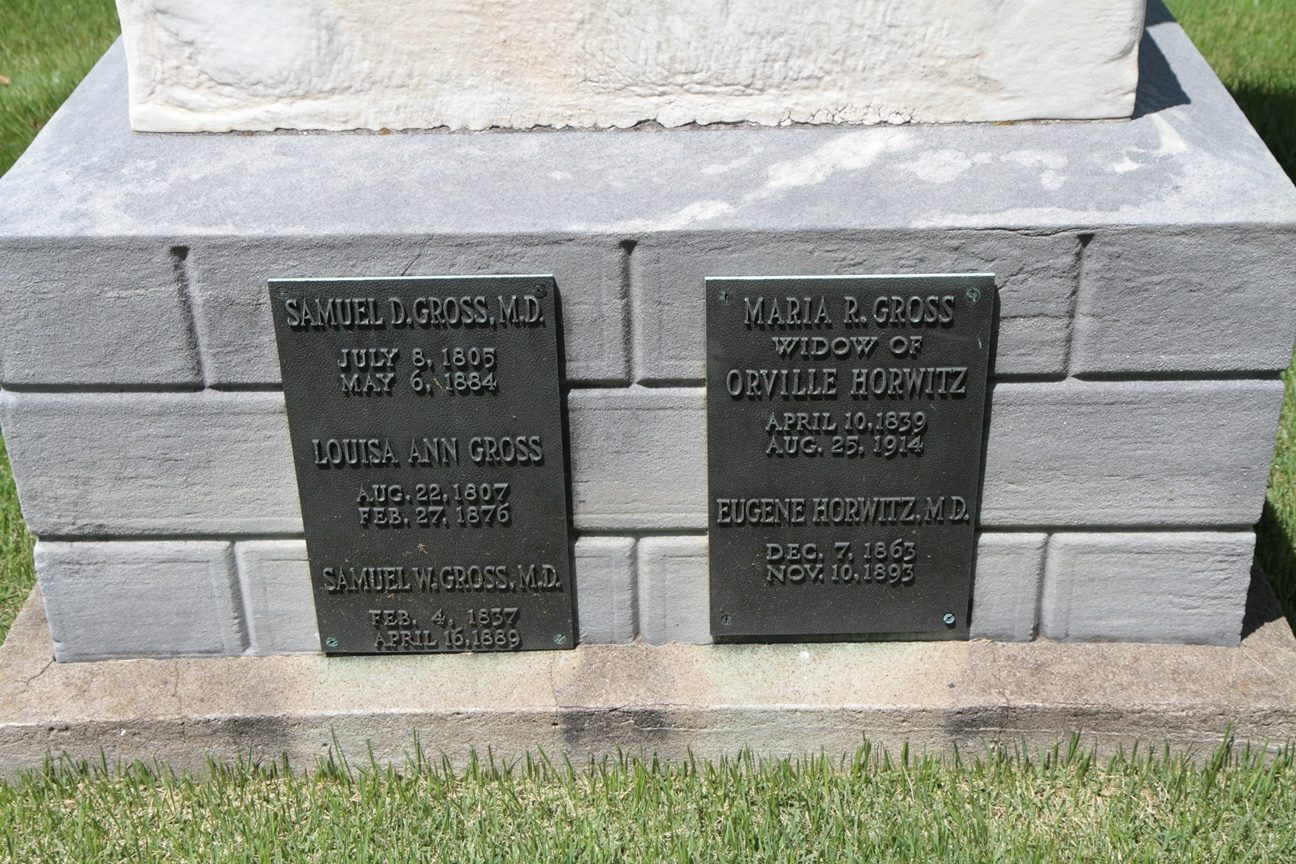 SAMUEL D. GROSS, M.D.
JULY 8, 1805
MAY 6, 1884
LOUISA ANN GROSS
AUG. 22, 1807
FEB. 27, 1876
SAMUEL W. GROSS, M.D.
FEB. 4, 1837
APRIL 16, 1889
MARIA R. GROSS
WIDOW OF
ORVILLE HORWITZ
APRIL 10, 1839
AUG. 25, 1914
EUGENE HORWITZ, M.D.
DEC. 7, 1863
NOV. 10, 1893